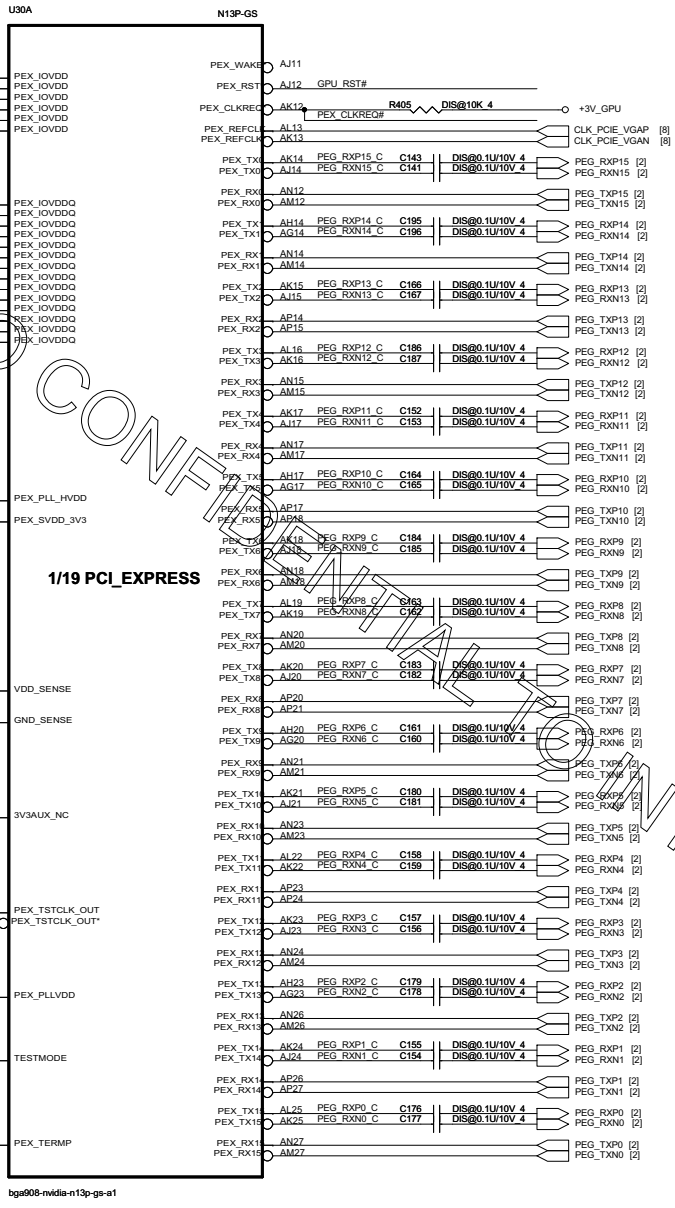 U30A
N13P-GS
PEX_WAKE AJ11
PEX_IOVDD
PEX_IOVDD PEX_RST AJ12 GPU_RST#
PEX_IOVDD
PEX_IOVDD PEX_CLKREQ AK12 R405 DIS@10K_4 +3V_GPU
PEX_IOVDD PEX_CLKREQ#
PEX_IOVDD PEX_REFCLK AL13 CLK_PCIE_VGAP [8]
PEX_REFCLK AK13 CLK_PCIE_VGAN [8]
PEX_TX0 AK14 PEG_RXP15_C C143 DIS@0.1U/10V_4 PEG_RXP15 [2]
PEX_TX0 AJ14 PEG_RXN15_C C141 DIS@0.1U/10V_4 PEG_RXN15 [2]
PEX_RX0 AN12 PEG_TXP15 [2]
PEX_IOVDDQ PEX_RX0 AM12 PEG_TXN15 [2]
PEX_IOVDDQ
PEX_IOVDDQ PEX_TX1 AH14 PEG_RXP14_C C195 DIS@0.1U/10V_4 PEG_RXP14 [2]
PEX_IOVDDQ PEX_TX1 AG14 PEG_RXN14_C C196 DIS@0.1U/10V_4 PEG_RXN14 [2]
PEX_IOVDDQ
PEX_IOVDDQ PEX_RX1 AN14 PEG_TXP14 [2]
PEX_IOVDDQ PEX_RX1 AM14 PEG_TXN14 [2]
PEX_IOVDDQ
PEX_IOVDDQ PEX_TX2 AK15 PEG_RXP13_C C166 DIS@0.1U/10V_4 PEG_RXP13 [2]
PEX_IOVDDQ PEX_TX2 AJ15 PEG_RXN13_C C167 DIS@0.1U/10V_4 PEG_RXN13 [2]
PEX_IOVDDQ
PEX_IOVDDQ PEX_RX2 AP14 PEG_TXP13 [2]
PEX_IOVDDQ PEX_RX2 AP15 PEG_TXN13 [2]
PEX_IOVDDQ
PEX_TX3 AL16 PEG_RXP12_C C186 DIS@0.1U/10V_4 PEG_RXP12 [2]
PEX_TX3 AK16 PEG_RXN12_C C187 DIS@0.1U/10V_4 PEG_RXN12 [2]
PEX_RX3 AN15 PEG_TXP12 [2]
PEX_RX3 AM15 PEG_TXN12 [2]
PEX_TX4 AK17 PEG_RXP11_C C152 DIS@0.1U/10V_4 PEG_RXP11 [2]
PEX_TX4 AJ17 PEG_RXN11_C C153 DIS@0.1U/10V_4 PEG_RXN11 [2]
PEX_RX4 AN17 PEG_TXP11 [2]
PEX_RX4 AM17 PEG_TXN11 [2]
PEX_TX5 AH17 PEG_RXP10_C C164 DIS@0.1U/10V_4 PEG_RXP10 [2]
PEX_TX5 AG17 PEG_RXN10_C C165 DIS@0.1U/10V_4 PEG_RXN10 [2]
PEX_PLL_HVDD
PEX_RX5 AP17 PEG_TXP10 [2]
PEX_SVDD_3V3 PEX_RX5 AP18 PEG_TXN10 [2]
PEX_TX6 AK18 PEG_RXP9_C C184 DIS@0.1U/10V_4 PEG_RXP9 [2]
PEX_TX6 AJ18 PEG_RXN9_C C185 DIS@0.1U/10V_4 PEG_RXN9 [2]
1/19 PCI_EXPRESS
PEX_RX6 AN18 PEG_TXP9 [2]
PEX_RX6 AM18 PEG_TXN9 [2]
PEX_TX7 AL19 PEG_RXP8_C C163 DIS@0.1U/10V_4 PEG_RXP8 [2]
PEX_TX7 AK19 PEG_RXN8_C C162 DIS@0.1U/10V_4 PEG_RXN8 [2]
PEX_RX7 AN20 PEG_TXP8 [2]
PEX_RX7 AM20 PEG_TXN8 [2]
PEX_TX8 AK20 PEG_RXP7_C C183 DIS@0.1U/10V_4 PEG_RXP7 [2]
PEX_TX8 AJ20 PEG_RXN7_C C182 DIS@0.1U/10V_4 PEG_RXN7 [2]
VDD_SENSE
PEX_RX8 AP20 PEG_TXP7 [2]
PEX_RX8 AP21 PEG_TXN7 [2]
GND_SENSE
PEX_TX9 AH20 PEG_RXP6_C C161 DIS@0.1U/10V_4 PEG_RXP6 [2]
PEX_TX9 AG20 PEG_RXN6_C C160 DIS@0.1U/10V_4 PEG_RXN6 [2]
PEX_RX9 AN21 PEG_TXP6 [2]
PEX_RX9 AM21 PEG_TXN6 [2]
PEX_TX10 AK21 PEG_RXP5_C C180 DIS@0.1U/10V_4 PEG_RXP5 [2]
PEX_TX10 AJ21 PEG_RXN5_C C181 DIS@0.1U/10V_4 PEG_RXN5 [2]
3V3AUX_NC
PEX_RX10 AN23 PEG_TXP5 [2]
PEX_RX10 AM23 PEG_TXN5 [2]
PEX_TX11 AL22 PEG_RXP4_C C158 DIS@0.1U/10V_4 PEG_RXP4 [2]
PEX_TX11 AK22 PEG_RXN4_C C159 DIS@0.1U/10V_4 PEG_RXN4 [2]
PEX_RX11 AP23 PEG_TXP4 [2]
PEX_RX11 AP24 PEG_TXN4 [2]
PEX_TSTCLK_OUT
PEX_TSTCLK_OUT* PEX_TX12 AK23 PEG_RXP3_C C157 DIS@0.1U/10V_4 PEG_RXP3 [2]
PEX_TX12 AJ23 PEG_RXN3_C C156 DIS@0.1U/10V_4 PEG_RXN3 [2]
PEX_RX12 AN24 PEG_TXP3 [2]
PEX_RX12 AM24 PEG_TXN3 [2]
PEX_TX13 AH23 PEG_RXP2_C C179 DIS@0.1U/10V_4 PEG_RXP2 [2]
PEX_PLLVDD PEX_TX13 AG23 PEG_RXN2_C C178 DIS@0.1U/10V_4 PEG_RXN2 [2]
PEX_RX13 AN26 PEG_TXP2 [2]
PEX_RX13 AM26 PEG_TXN2 [2]
PEX_TX14 AK24 PEG_RXP1_C C155 DIS@0.1U/10V_4 PEG_RXP1 [2]
TESTMODE PEX_TX14 AJ24 PEG_RXN1_C C154 DIS@0.1U/10V_4 PEG_RXN1 [2]
PEX_RX14 AP26 PEG_TXP1 [2]
PEX_RX14 AP27 PEG_TXN1 [2]
PEX_TX15 AL25 PEG_RXP0_C C176 DIS@0.1U/10V_4 PEG_RXP0 [2]
PEX_TX15 AK25 PEG_RXN0_C C177 DIS@0.1U/10V_4 PEG_RXN0 [2]
PEX_TERMP PEX_RX15 AN27 PEG_TXP0 [2]
PEX_RX15 AM27 PEG_TXN0 [2]
bga908-nvidia-n13p-gs-a1
CONFIDENTIAL TO